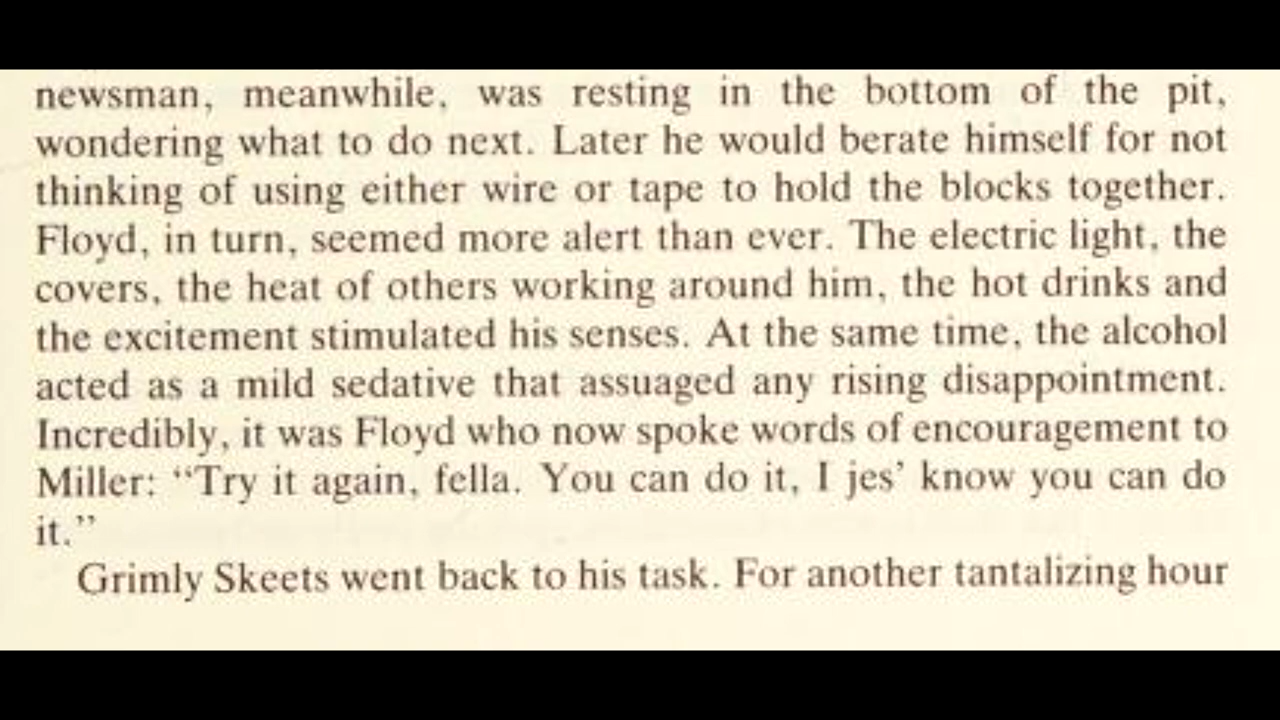 newsman, meanwhile, was resting in the bottom of the pit,
wondering what to do next. Later he would berate himself for not
thinking of using either wire or tape to hold the blocks together.
Floyd, in turn, seemed more alert than ever. The electric light, the
covers, the heat of others working around him, the hot drinks and
the excitement stimulated his senses. At the same time, the alcohol
acted as a mild sedative that assuaged any rising disappointment.
Incredibly, it was Floyd who now spoke words of encouragement to
Miller: “Try it again, fella. You can do it, I jes’ know you can do
it.”
Grimly Skeets went back to his task. For another tantalizing hour